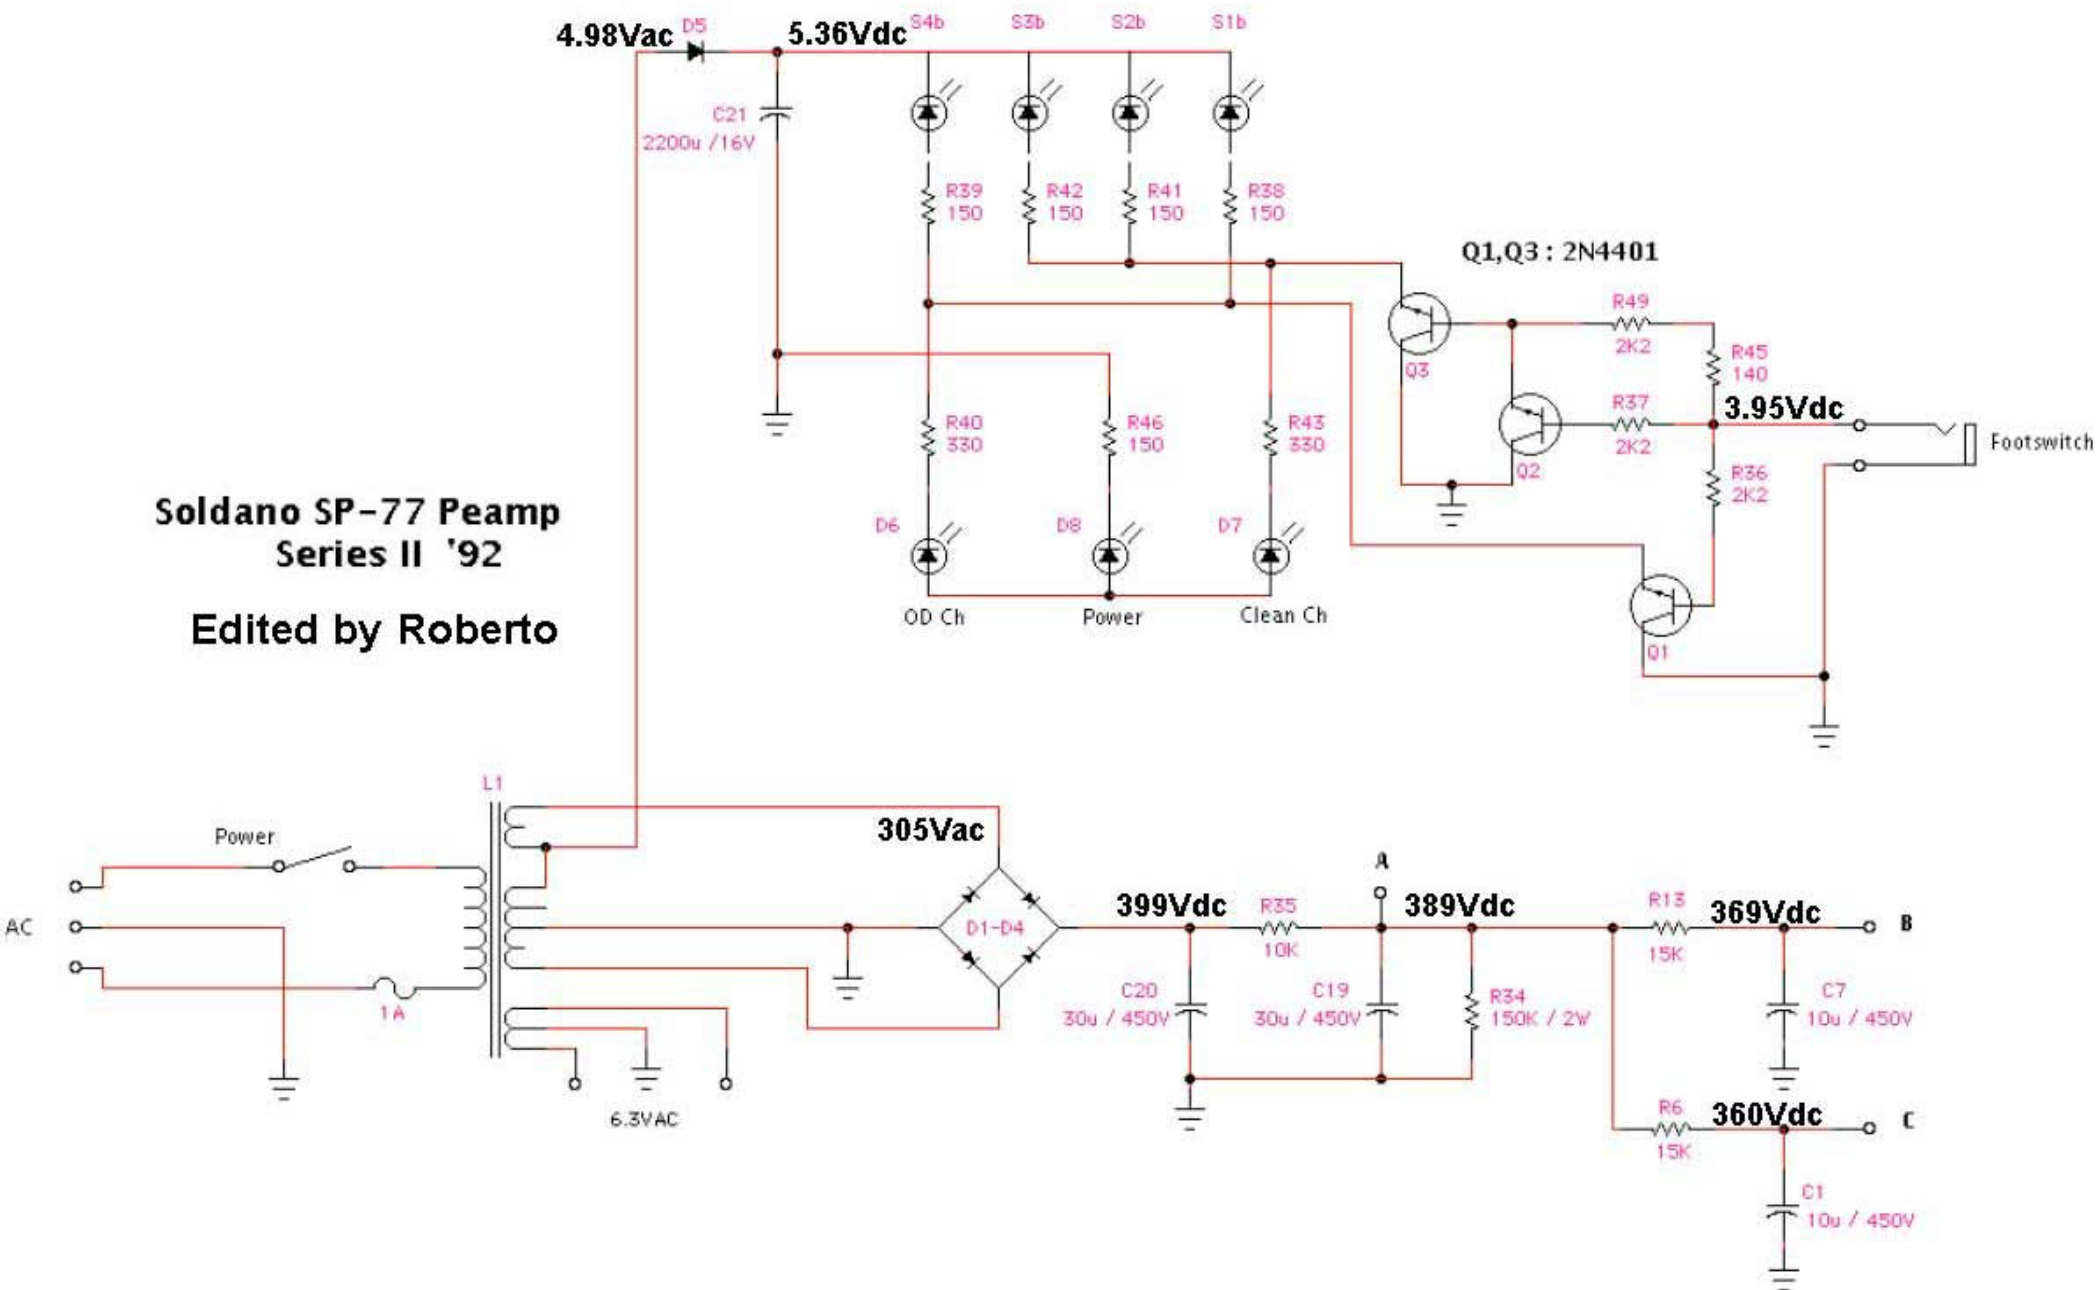 4.98Vac
D5
5.36Vdc
S4b
S3b
S2b
S1b
C21
2200u /16V
R39
150
R42
150
R41
150
R38
150
Q1,Q3 : 2N4401
R49
2K2
Q3
R45
140
R37
2K2
3.95Vdc
Q2
R36
2K2
Footswitch
R40
330
R46
150
R43
330
D6
D8
D7
OD Ch
Power
Clean Ch
Q1
Soldano SP-77 Peamp
Series II '92
Edited by Roberto
L1
Power
AC
1A
305Vac
D1-D4
6.3VAC
399Vdc
R35
10K
A
389Vdc
R13
15K
369Vdc
B
C20
30u / 450V
C19
30u / 450V
R34
150K / 2W
C7
10u / 450V
R6
15K
360Vdc
C
C1
10u / 450V